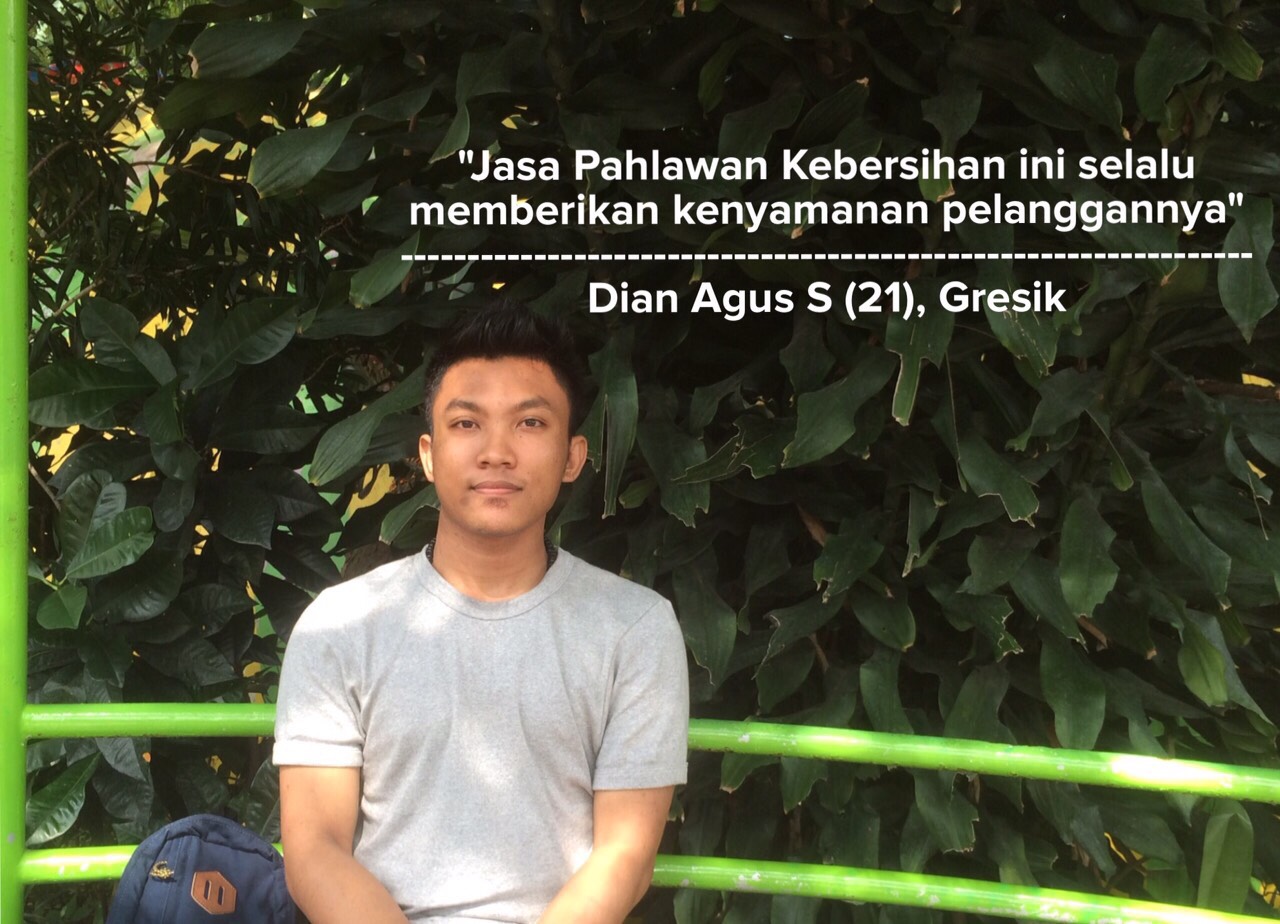 "Jasa Pahlawan Kebersihan ini selalu
memberikan kenyamanan pelanggannya"
---------------------------------------------------------------
Dian Agus S (21), Gresik